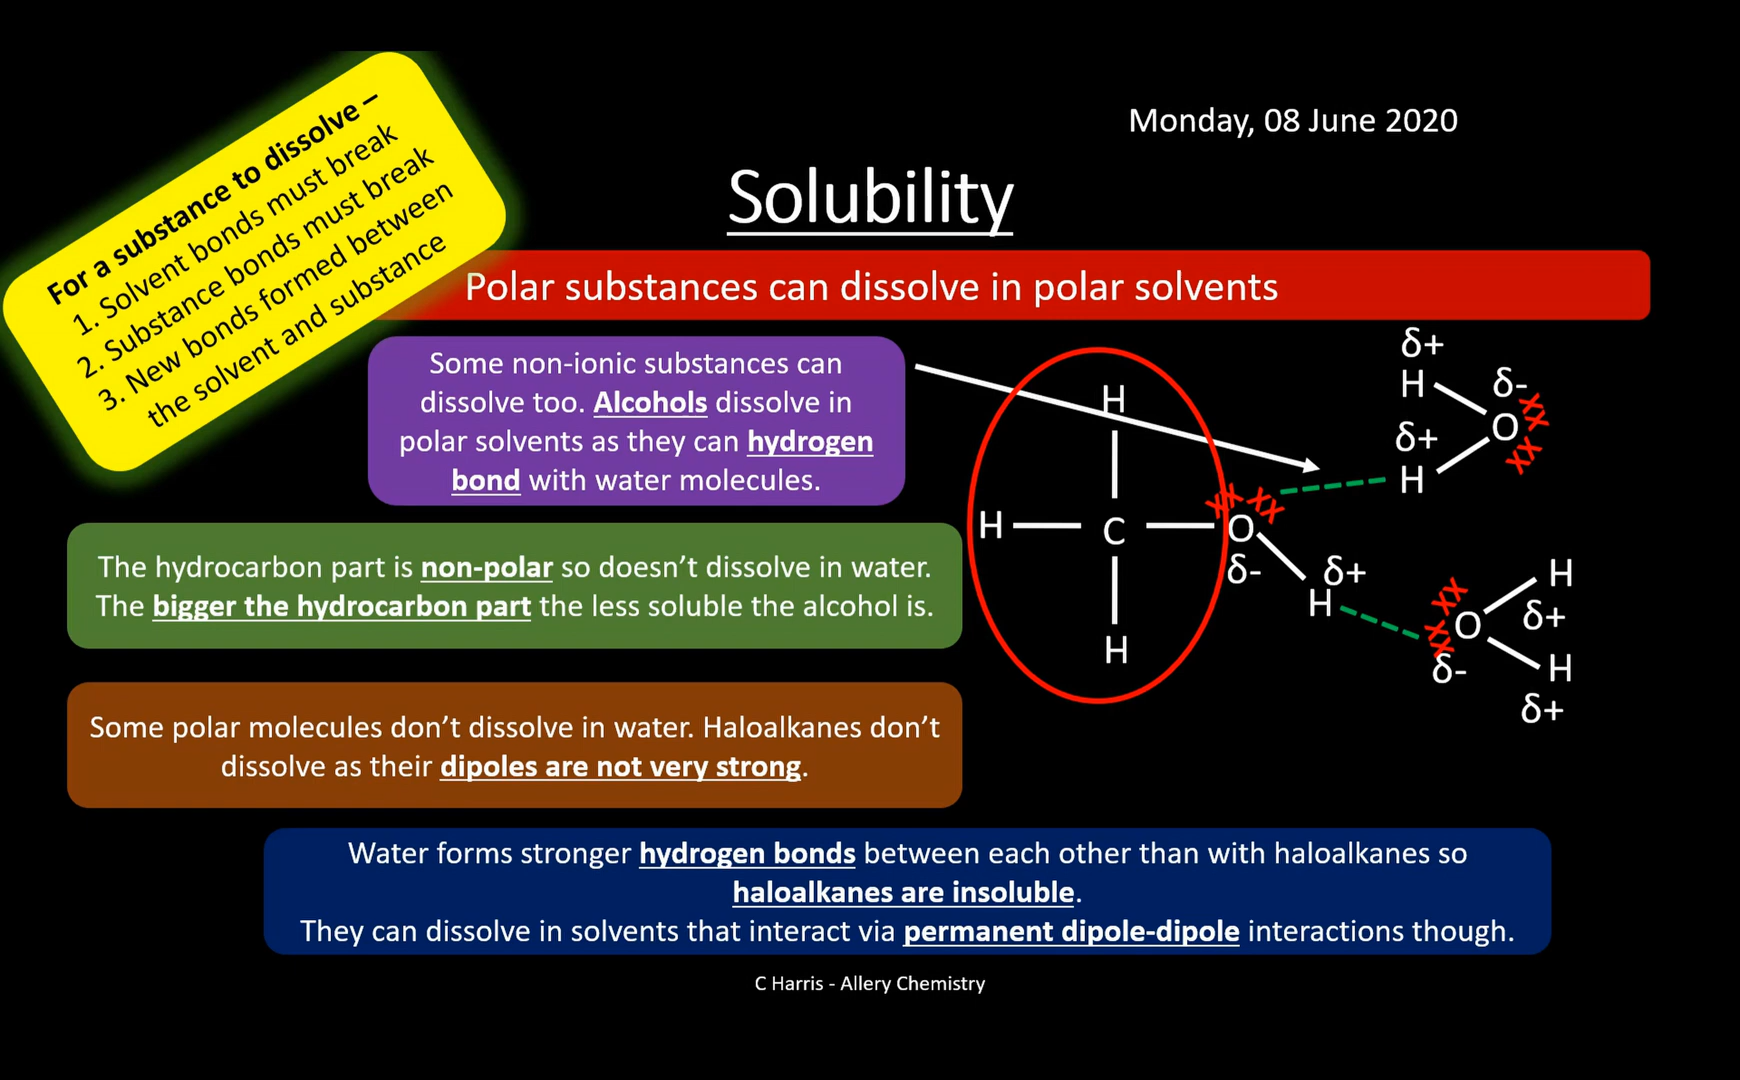 Monday, 08 June 2020
Solubility
For a substance to dissolve –
1. Solvent bonds must break
2. Substance bonds must break
3. New bonds formed between
the solvent and substance
Polar substances can dissolve in polar solvents
Some non-ionic substances can
dissolve too. Alcohols dissolve in
polar solvents as they can hydrogen
bond with water molecules.
The hydrocarbon part is non-polar so doesn’t dissolve in water.
The bigger the hydrocarbon part the less soluble the alcohol is.
Some polar molecules don’t dissolve in water. Haloalkanes don’t
dissolve as their dipoles are not very strong.
δ+
H δ-
H
δ+ O xx
xx
H
xx xx
H C O
δ- δ+
H
H
xx H
O δ+
xx
δ- H
δ+
Water forms stronger hydrogen bonds between each other than with haloalkanes so
haloalkanes are insoluble.
They can dissolve in solvents that interact via permanent dipole-dipole interactions though.
C Harris - Allery Chemistry